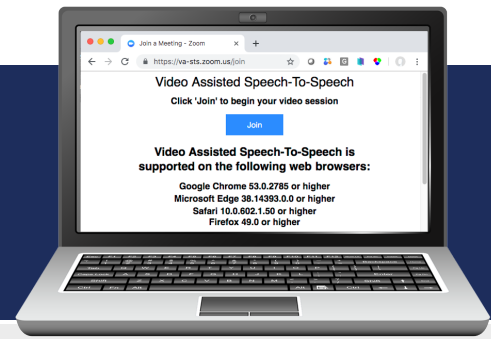 Join a Meeting - Zoom
https://va-sts.zoom.us/join
Video Assisted Speech-To-Speech
Click 'Join' to begin your video session
Join
Video Assisted Speech-To-Speech is
supported on the following web browsers:
Google Chrome 53.0.2785 or higher
Microsoft Edge 38.14393.0.0 or higher
Safari 10.0.602.1.50 or higher
Firefox 49.0 or higher